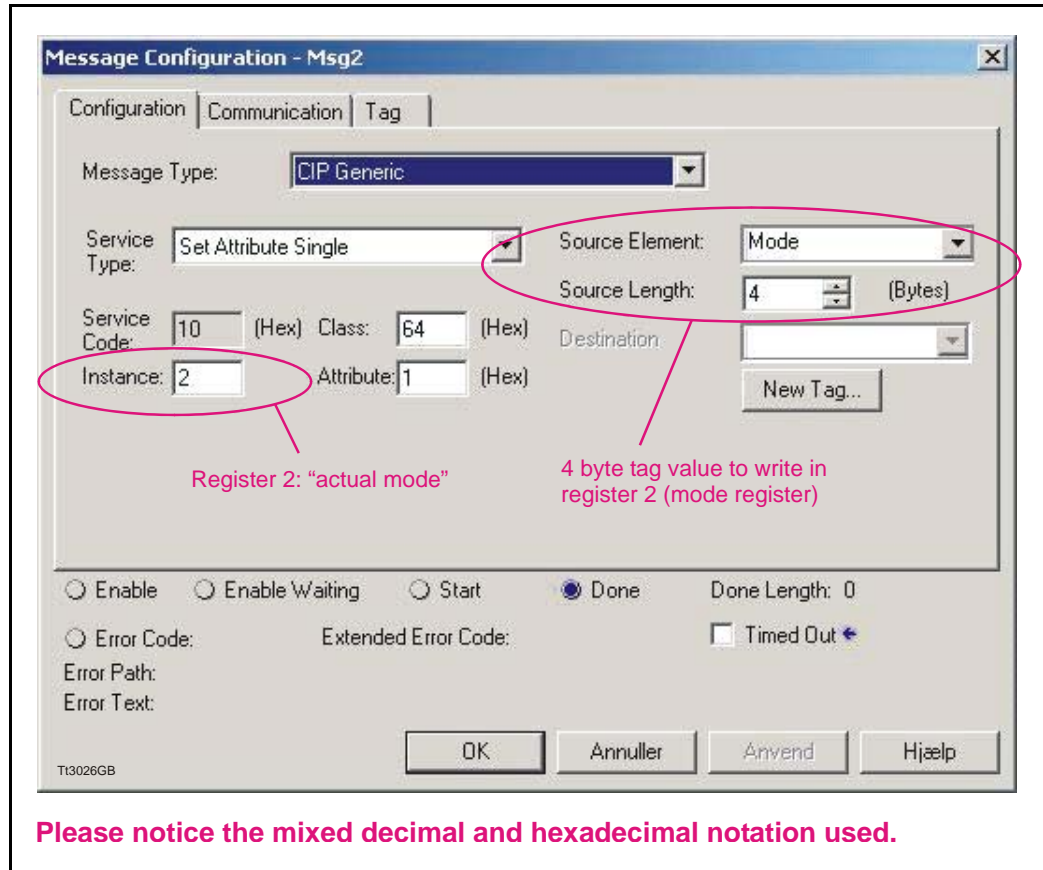 Message Configuration - Msg2
Configuration Communication Tag
Message Type: CIP Generic
Service Type: Set Attribute Single
Source Element: Mode
Source Length: 4 (Bytes)
Service Code: 10 (Hex) Class: 64 (Hex)
Destination
Instance: 2 Attribute: 1 (Hex)
New Tag...
Register 2: “actual mode”
4 byte tag value to write in
register 2 (mode register)
Enable Enable Waiting Start Done Done Length: 0
Error Code: Extended Error Code: Timed Out
Error Path:
Error Text:
OK Annuller Anvend Hjælp
Tt3026GB
Please notice the mixed decimal and hexadecimal notation used.